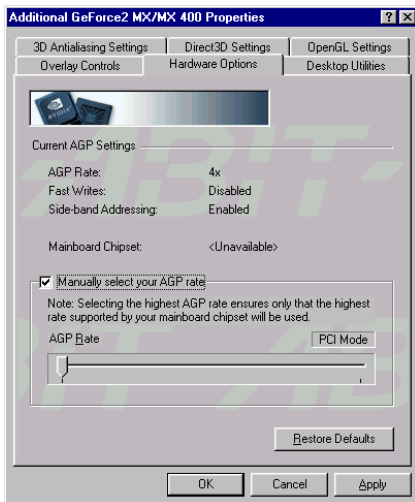 Additional GeForce2 MX/MX 400 Properties
3D Antialiasing Settings Direct3D Settings OpenGL Settings
Overlay Controls Hardware Options Desktop Utilities
NVIDIA
Current AGP Settings
AGP Rate: 4x
Fast Writes: Disabled
Side-band Addressing: Enabled
Mainboard Chipset: <Unavailable>
Manually select your AGP rate
Note: Selecting the highest AGP rate ensures only that the highest
rate supported by your mainboard chipset will be used.
AGP Rate PCI Mode
Restore Defaults
OK Cancel Apply
ABIT